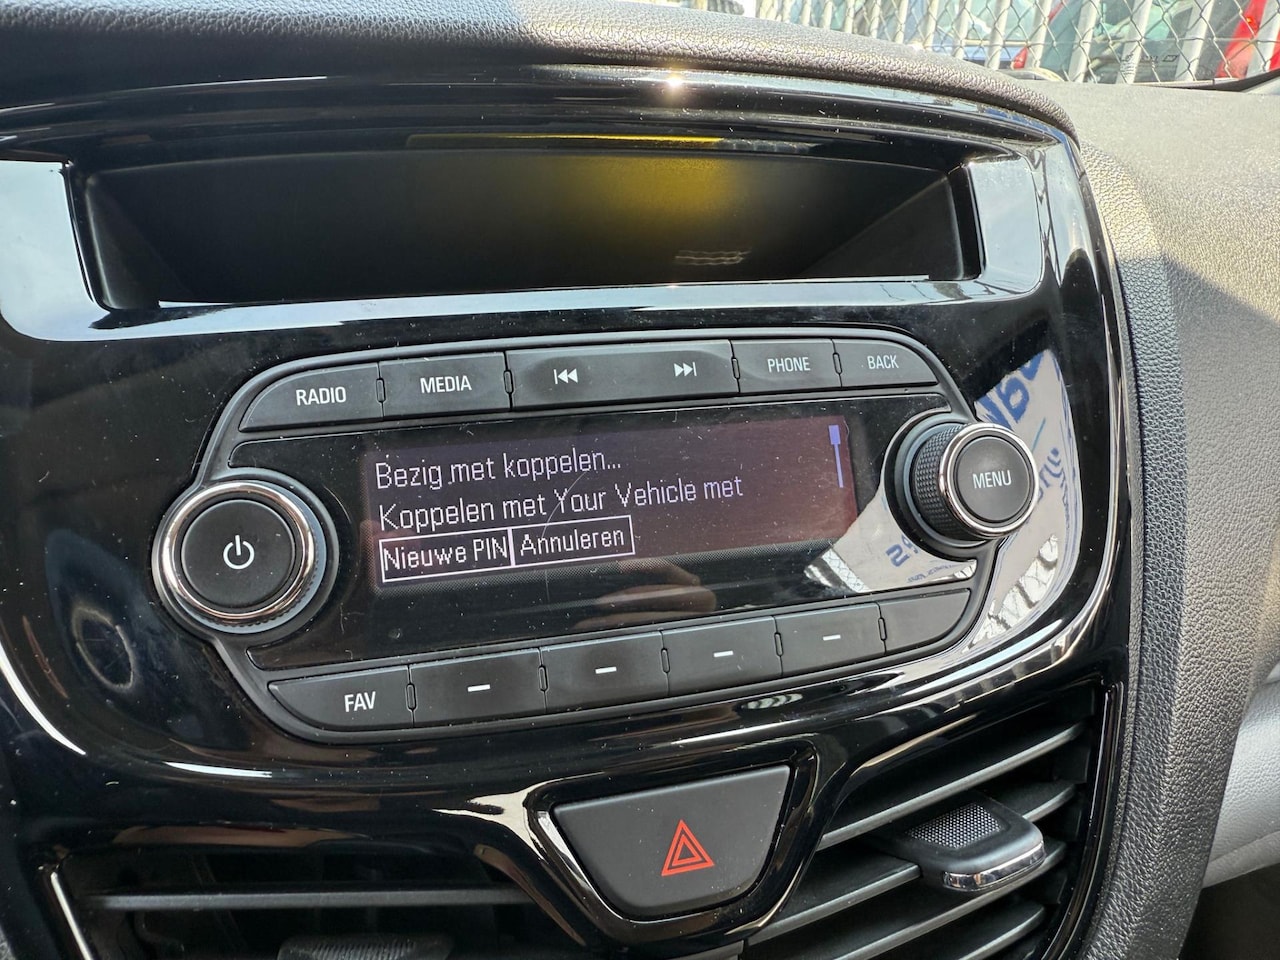 RADIO MEDIA PHONE BACK
Bezig met koppelen...
Koppelen met Your Vehicle met
Nieuwe PIN Annuleren
MENU
FAV